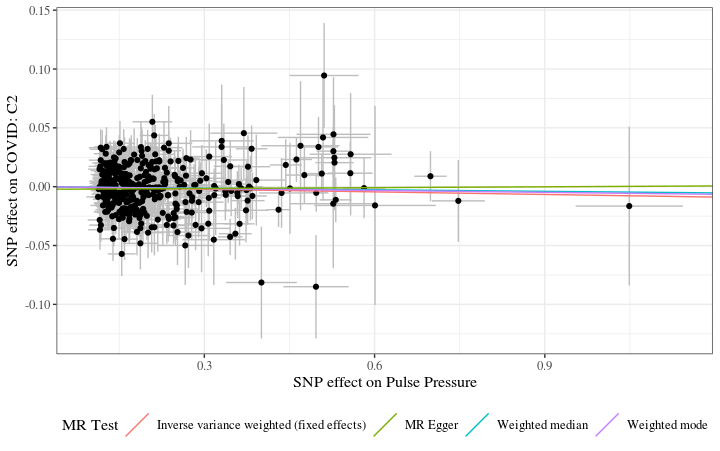 0.15
0.10
0.05
0.00
-0.05
-0.10
SNP effect on COVID: C2
0.3
0.6
0.9
SNP effect on Pulse Pressure
MR Test
Inverse variance weighted (fixed effects)
MR Egger
Weighted median
Weighted mode